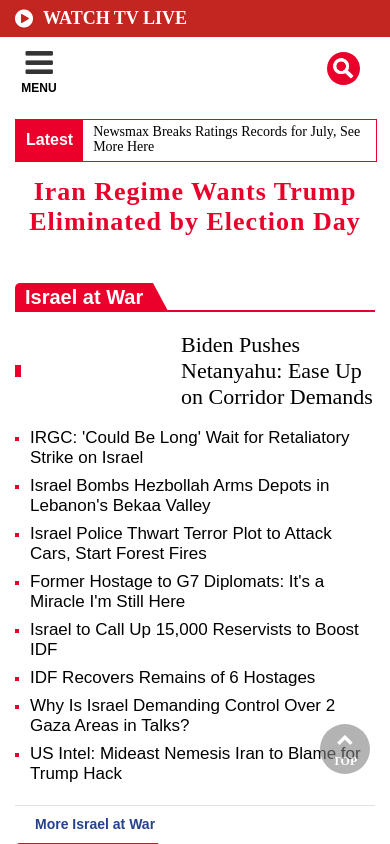 WATCH TV LIVE
MENU
Latest
Newsmax Breaks Ratings Records for July, See
More Here
Iran Regime Wants Trump
Eliminated by Election Day
Israel at War
Biden Pushes
Netanyahu: Ease Up
on Corridor Demands
IRGC: 'Could Be Long' Wait for Retaliatory
Strike on Israel
Israel Bombs Hezbollah Arms Depots in
Lebanon's Bekaa Valley
Israel Police Thwart Terror Plot to Attack
Cars, Start Forest Fires
Former Hostage to G7 Diplomats: It's a
Miracle I'm Still Here
Israel to Call Up 15,000 Reservists to Boost
IDF
IDF Recovers Remains of 6 Hostages
Why Is Israel Demanding Control Over 2
Gaza Areas in Talks?
US Intel: Mideast Nemesis Iran to Blame for
Trump Hack
TOP
More Israel at War